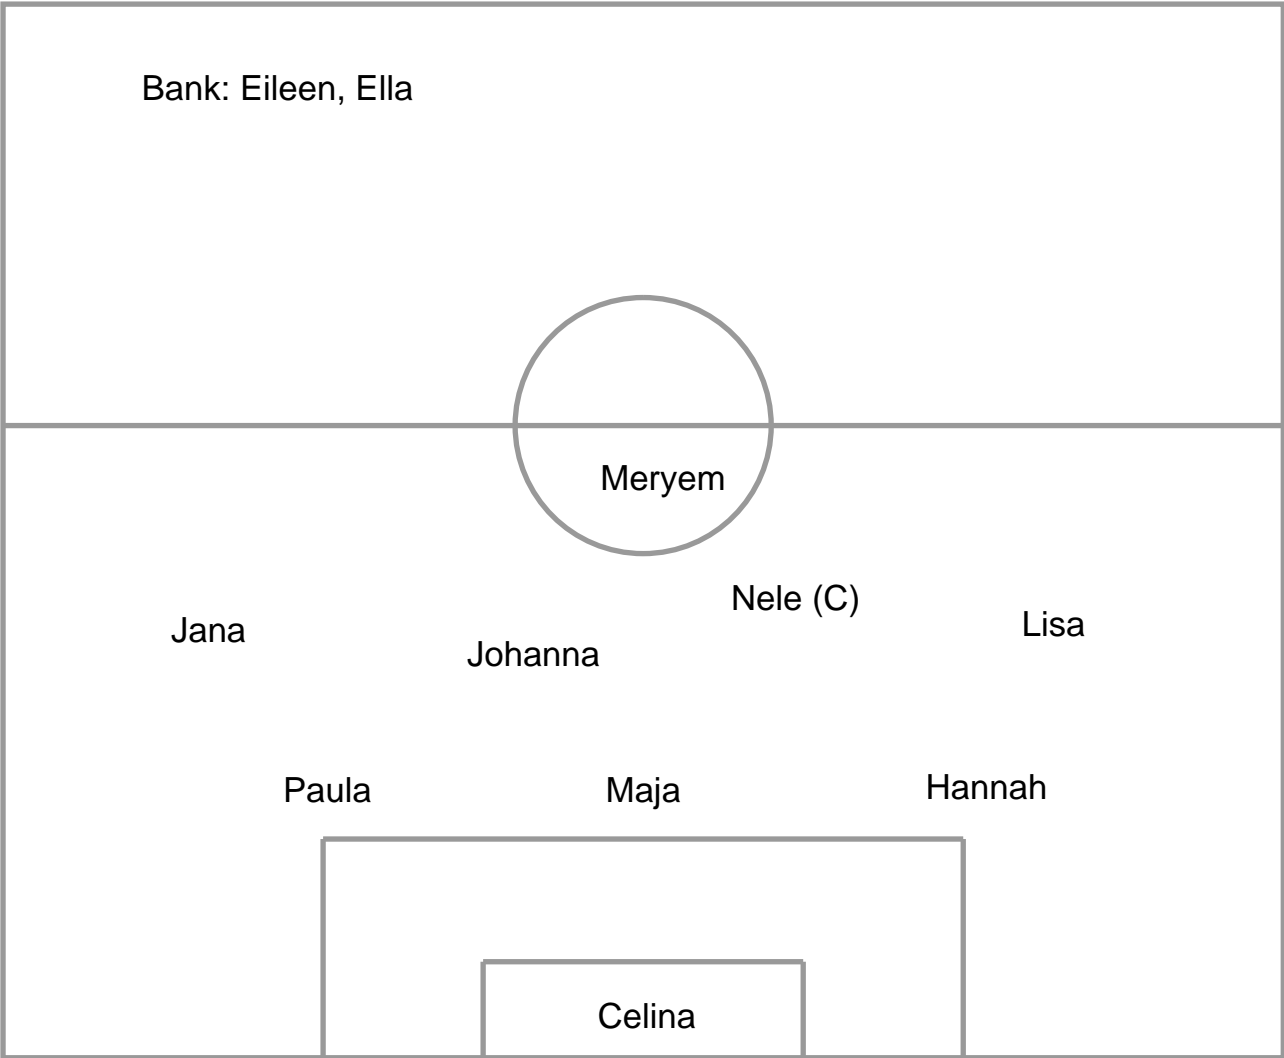 Bank: Eileen, Ella
Meryem
Nele (C)
Jana
Lisa
Johanna
Paula
Maja
Hannah
Celina